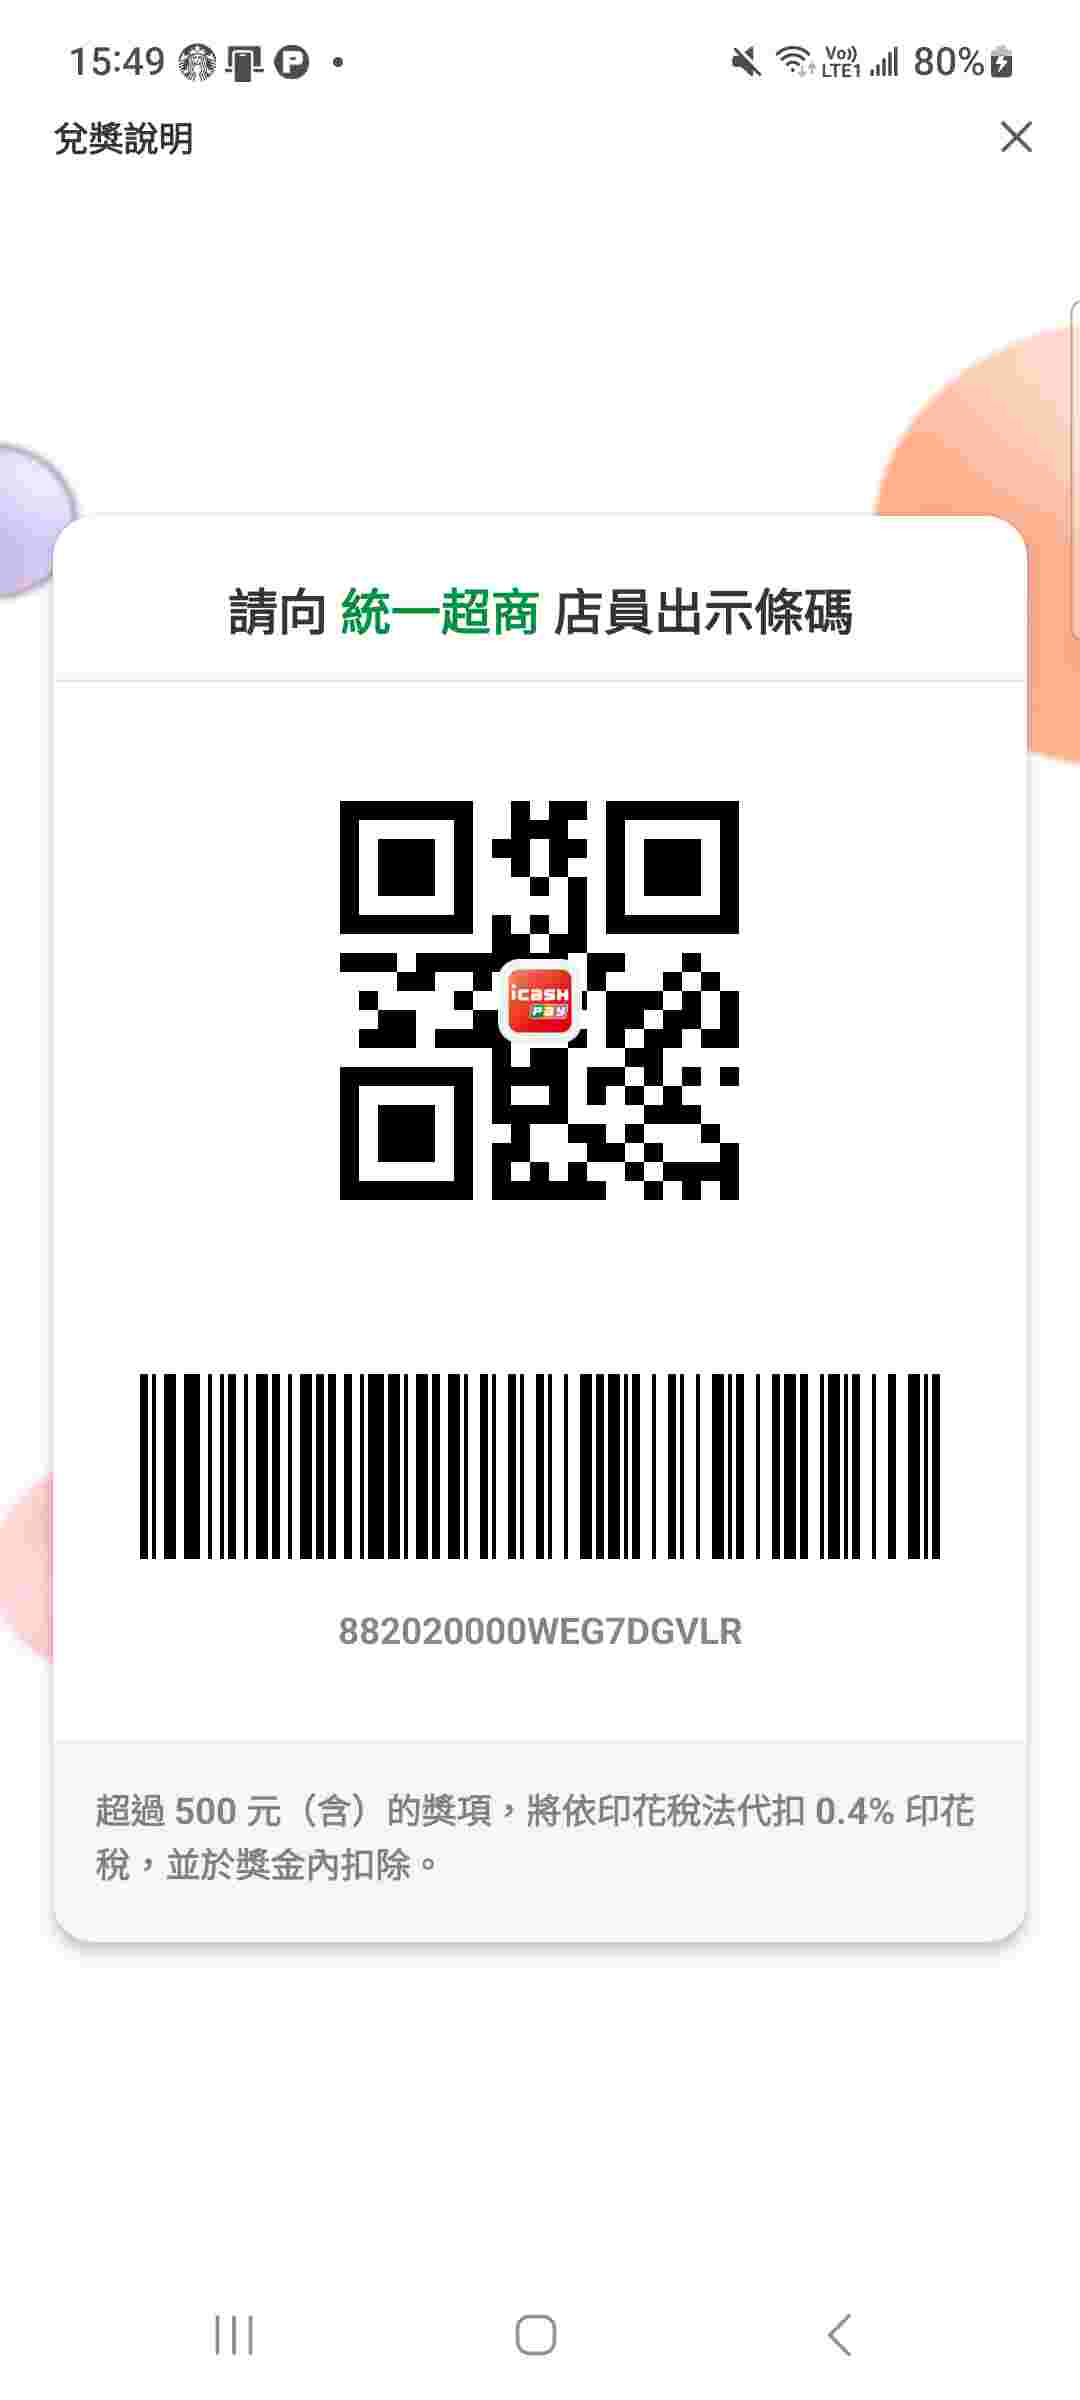 15:49
Vo)) LTE1
80%
兌獎說明
請向 統一超商 店員出示條碼
icash
Pay
882020000WEG7DGVLR
超過 500 元（含）的獎項，將依印花稅法代扣 0.4% 印花
稅，並於獎金內扣除。